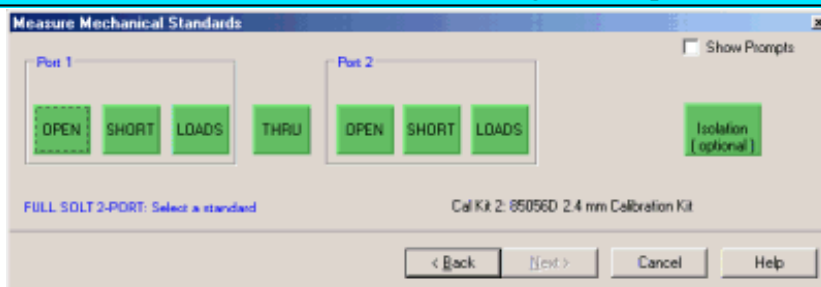 Measure Mechanical Standards
Show Prompts
Port 1
Port 2
OPEN SHORT LOADS THRU OPEN SHORT LOADS
Isolation
(optional)
FULL SOLT 2-PORT: Select a standard
Cal Kit 2: 85056D 2.4 mm Calibration Kit
< Back Next > Cancel Help